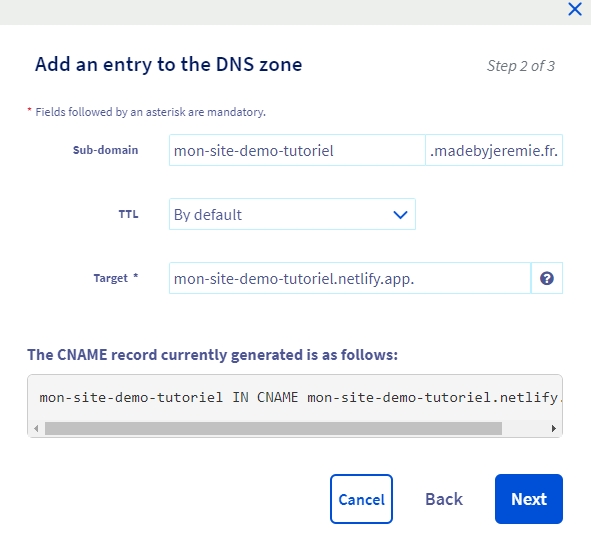 Add an entry to the DNS zone Step 2 of 3
* Fields followed by an asterisk are mandatory.
Sub-domain mon-site-demo-tutoriel .madebyjeremie.fr.
TTL By default
Target * mon-site-demo-tutoriel.netlify.app. ?
The CNAME record currently generated is as follows:
mon-site-demo-tutoriel IN CNAME mon-site-demo-tutoriel.netlify.
Cancel Back Next